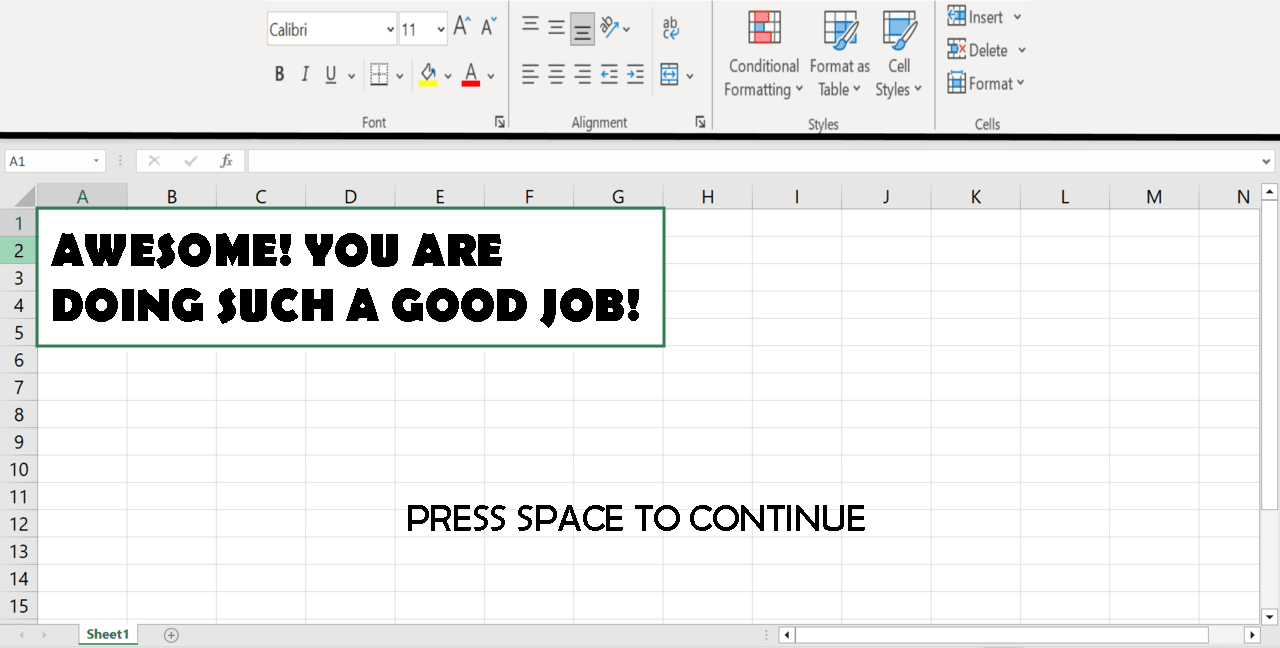 Calibri 11
B I U A
Font
ab
c
Alignment
Conditional Formatting
Format as Table
Cell Styles
Styles
Insert
Delete
Format
Cells
A1 fx
A B C D E F G H I J K L M N
1
2
3
4
5
6
7
8
9
10
11
12
13
14
15
AWESOME! YOU ARE
DOING SUCH A GOOD JOB!
PRESS SPACE TO CONTINUE
Sheet1